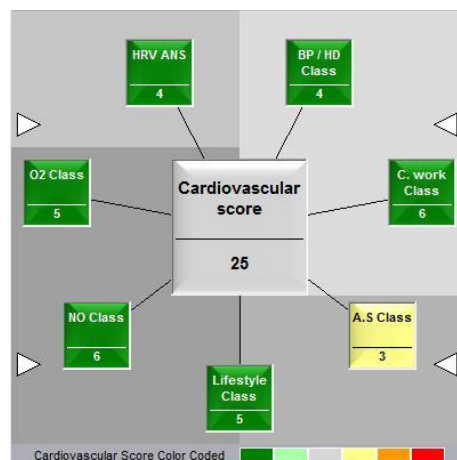 HRV ANS
4
BP / HD
Class
4
O2 Class
5
Cardiovascular
score
25
C. work
Class
6
NO Class
6
A.S Class
3
Lifestyle
Class
5
Cardiovascular Score Color Coded